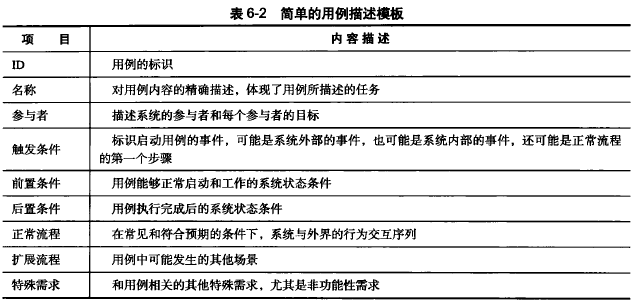 表 6-2 简单的用例描述模板
项 目 内 容 描 述
ID 用例的标识
名称 对用例内容的精确描述，体现了用例所描述的任务
参与者 描述系统的参与者和每个参与者的目标
触发条件 标识启动用例的事件，可能是系统外部的事件，也可能是系统内部的事件，还可能是正常流程
的第一个步骤
前置条件 用例能够正常启动和工作的系统状态条件
后置条件 用例执行完成后的系统状态条件
正常流程 在常见和符合预期的条件下，系统与外界的行为交互序列
扩展流程 用例中可能发生的其他场景
特殊需求 和用例相关的其他特殊需求，尤其是非功能性需求